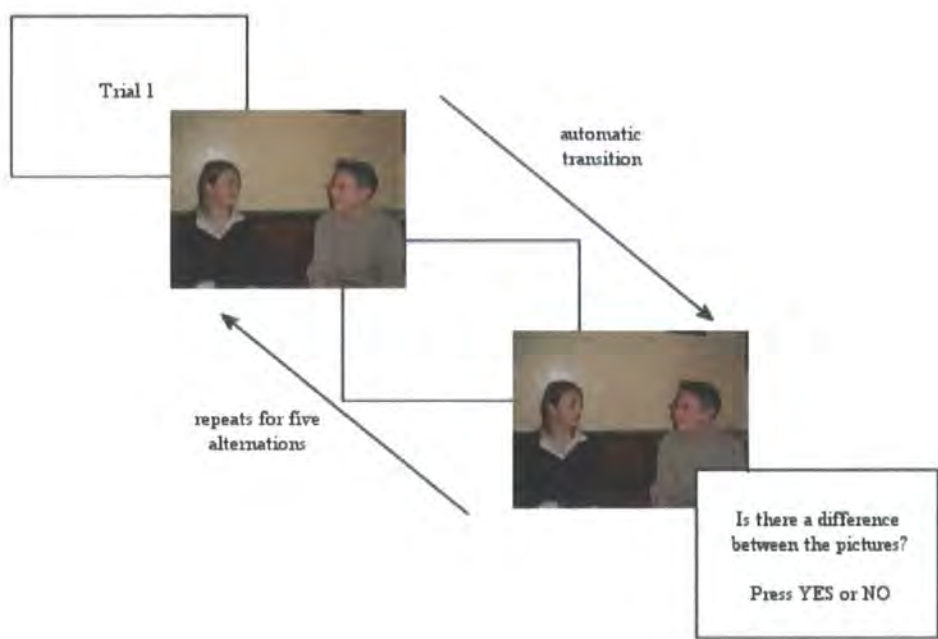 Trial 1
automatic
transition
repeats for five
alternations
Is there a difference
between the pictures?
Press YES or NO